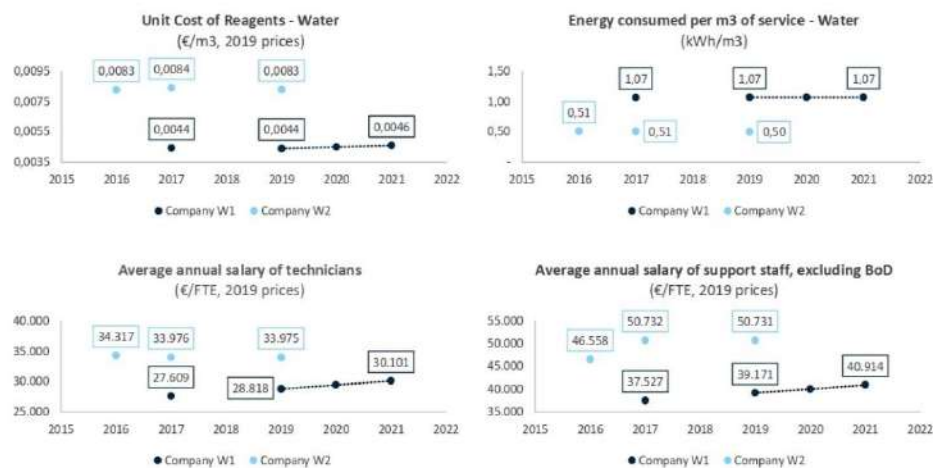 Unit Cost of Reagents - Water
(€/m3, 2019 prices)
0,0095
0,0075
0,0055
0,0035
0,0083
0,0084
0,0083
0,0044
0,0044
0,0046
2015 2016 2017 2018 2019 2020 2021 2022
Company W1 Company W2
Energy consumed per m3 of service - Water
(kWh/m3)
1,50
1,00
0,50
-
1,07
1,07
1,07
0,51
0,51
0,50
2015 2016 2017 2018 2019 2020 2021 2022
Company W1 Company W2
Average annual salary of technicians
(€/FTE, 2019 prices)
40.000
35.000
30.000
25.000
34.317
33.976
33.975
27.609
28.818
30.101
2015 2016 2017 2018 2019 2020 2021 2022
Company W1 Company W2
Average annual salary of support staff, excluding BoD
(€/FTE, 2019 prices)
55.000
50.000
45.000
40.000
35.000
46.558
50.732
50.731
37.527
39.171
40.914
2015 2016 2017 2018 2019 2020 2021 2022
Company W1 Company W2